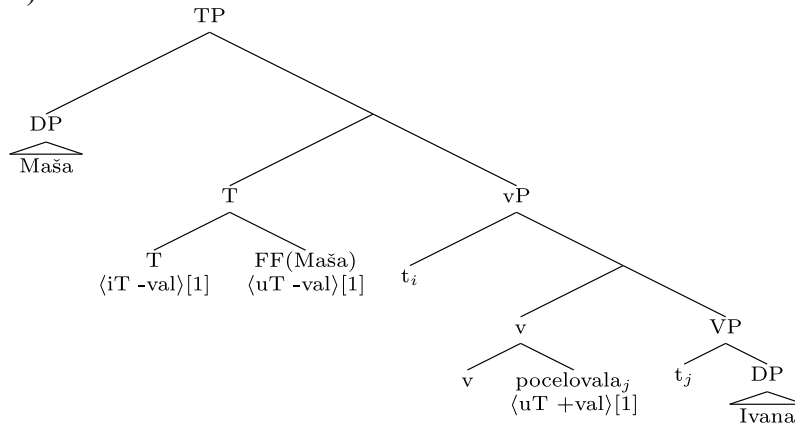 )
TP
DP
Maša
T vP
T FF(Maša)
⟨iT -val⟩[1] ⟨uT -val⟩[1] tᵢ
v VP
v pocelovalaⱼ tⱼ DP
⟨uT +val⟩[1]
Ivana